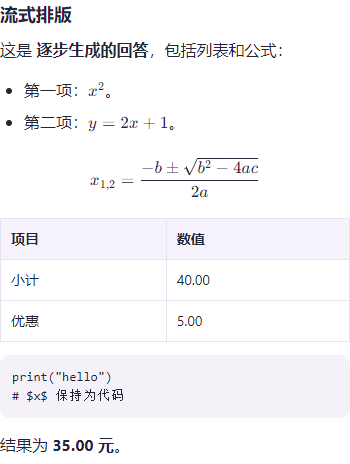 流式排版
这是 逐步生成的回答，包括列表和公式：
• 第一项：x²。
• 第二项：y = 2x + 1。
x₁,₂ = (−b ± √(b² − 4ac)) / 2a
项目 数值
小计 40.00
优惠 5.00
print("hello")
# $x$ 保持为代码
结果为 35.00 元。